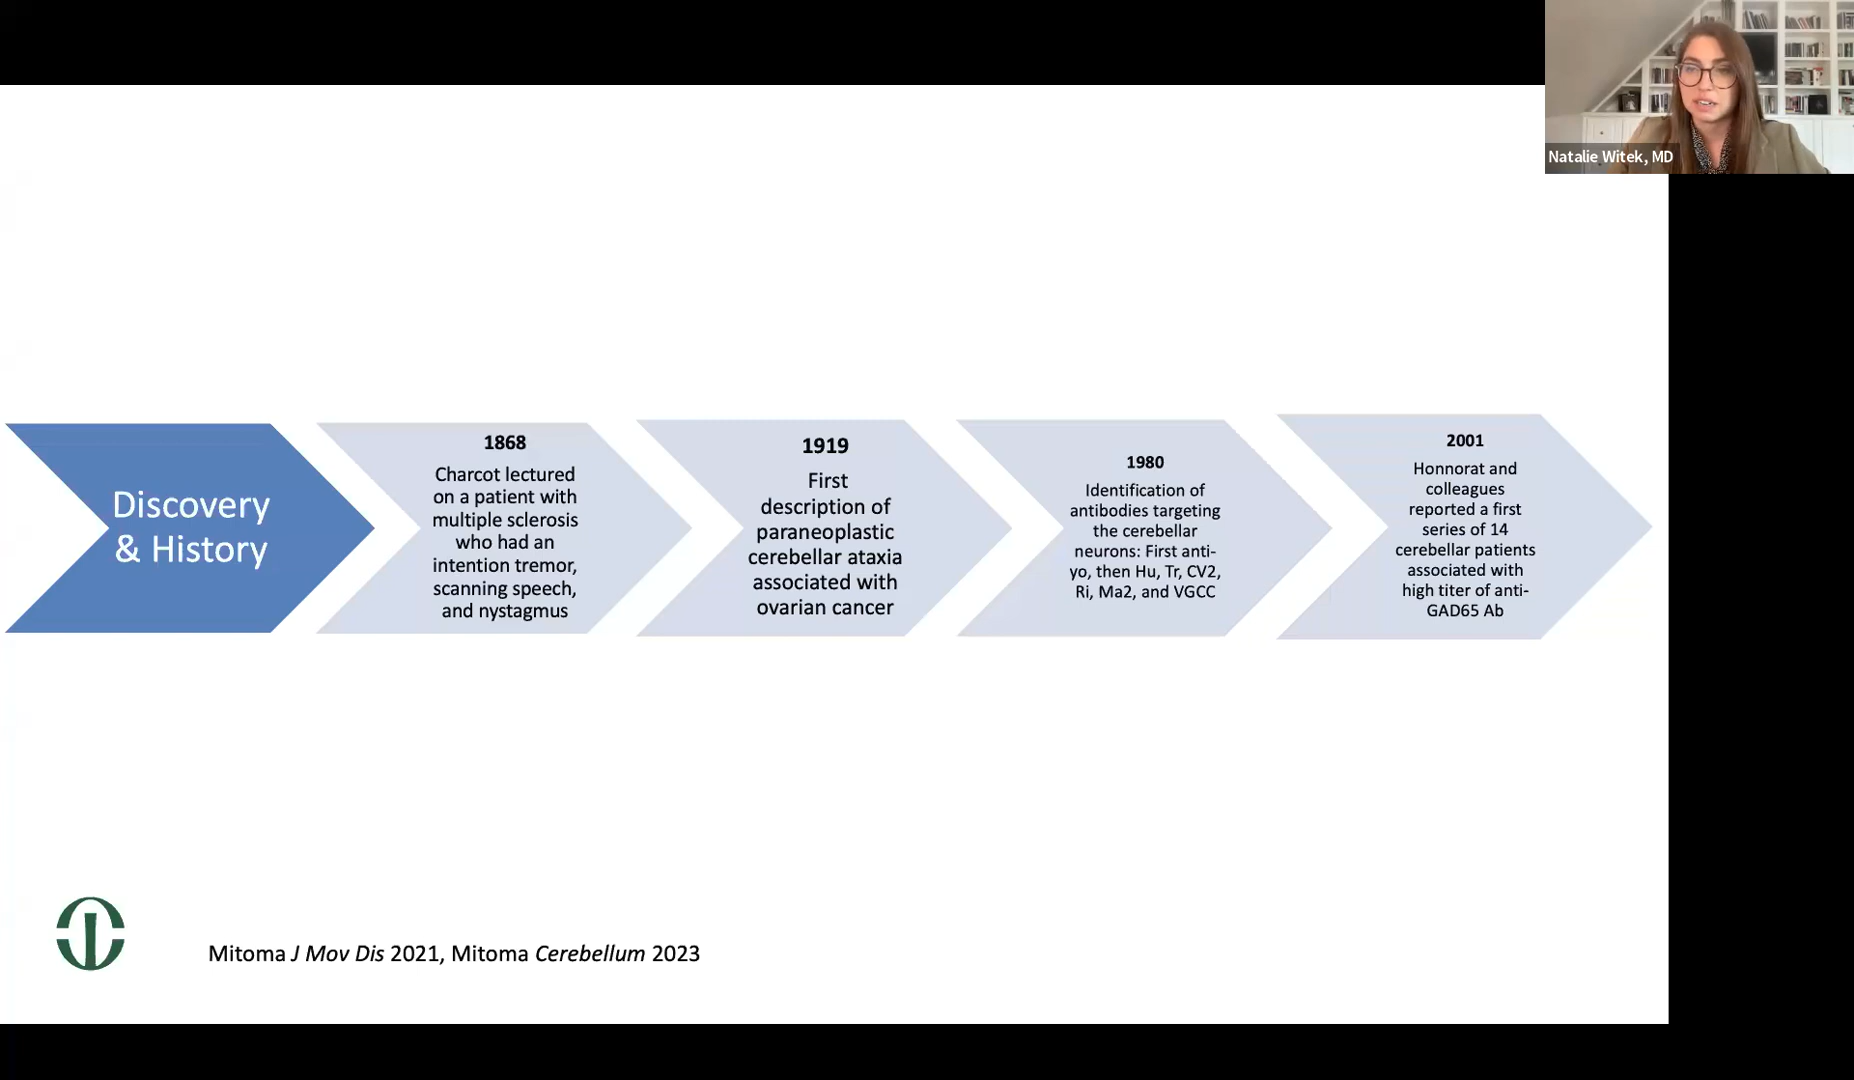 Natalie Witek, MD
Discovery
& History
1868
Charcot lectured
on a patient with
multiple sclerosis
who had an
intention tremor,
scanning speech,
and nystagmus
1919
First
description of
paraneoplastic
cerebellar ataxia
associated with
ovarian cancer
1980
Identification of
antibodies targeting
the cerebellar
neurons: First anti-
yo, then Hu, Tr, CV2,
Ri, Ma2, and VGCC
2001
Honnorat and
colleagues
reported a first
series of 14
cerebellar patients
associated with
high titer of anti-
GAD65 Ab
Mitoma J Mov Dis 2021, Mitoma Cerebellum 2023